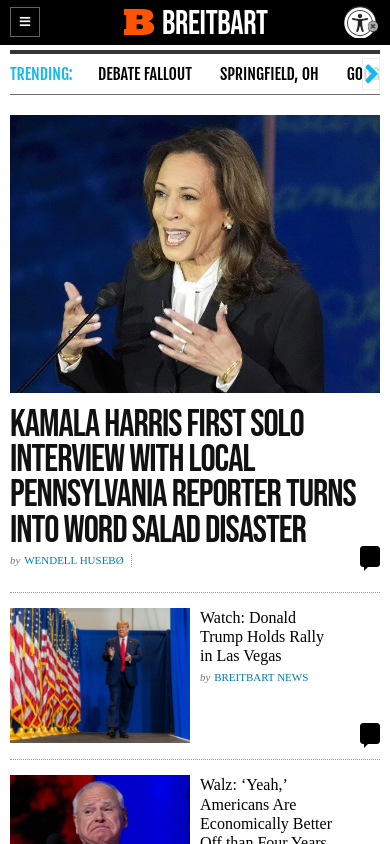 BREITBART
TRENDING: DEBATE FALLOUT SPRINGFIELD, OH
KAMALA HARRIS FIRST SOLO
INTERVIEW WITH LOCAL
PENNSYLVANIA REPORTER TURNS
INTO WORD SALAD DISASTER
by WENDELL HUSEBØ
Watch: Donald
Trump Holds Rally
in Las Vegas
by BREITBART NEWS
Walz: ‘Yeah,’
Americans Are
Economically Better
Off than Four Years